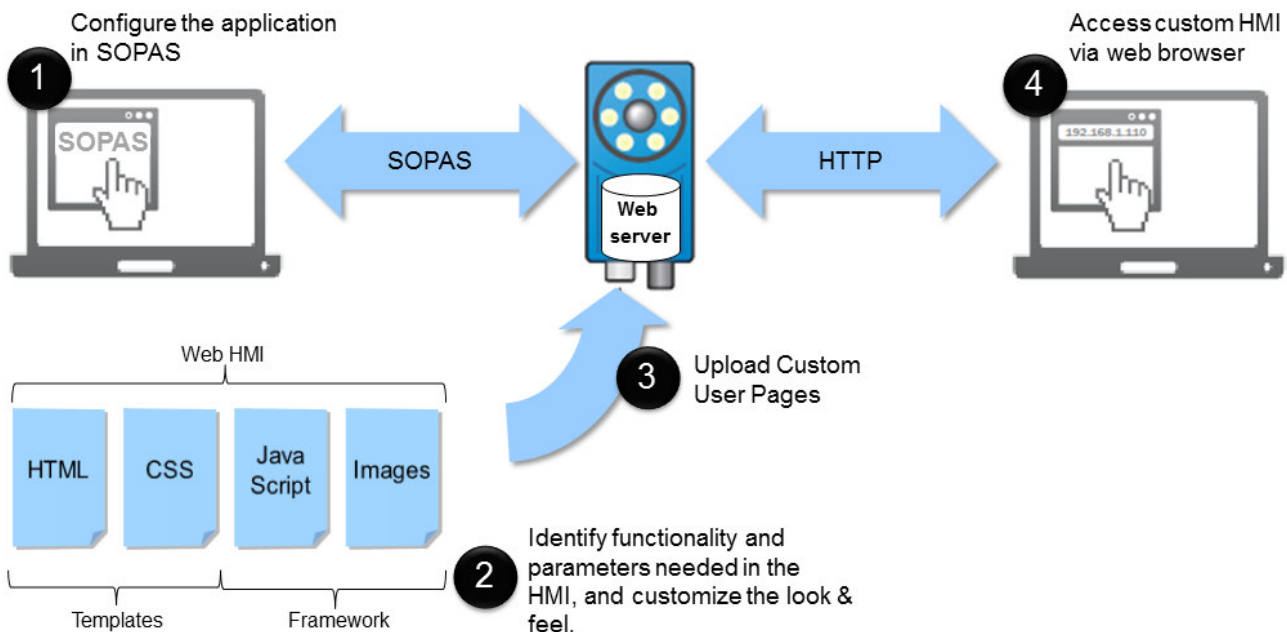 Configure the application
in SOPAS
1
SOPAS
SOPAS
Web
server
HTTP
Access custom HMI
via web browser
4
192.168.1.110
Web HMI
HTML
CSS
Java
Script
Images
Templates
Framework
3
Upload Custom
User Pages
2
Identify functionality and
parameters needed in the
HMI, and customize the look &
feel.